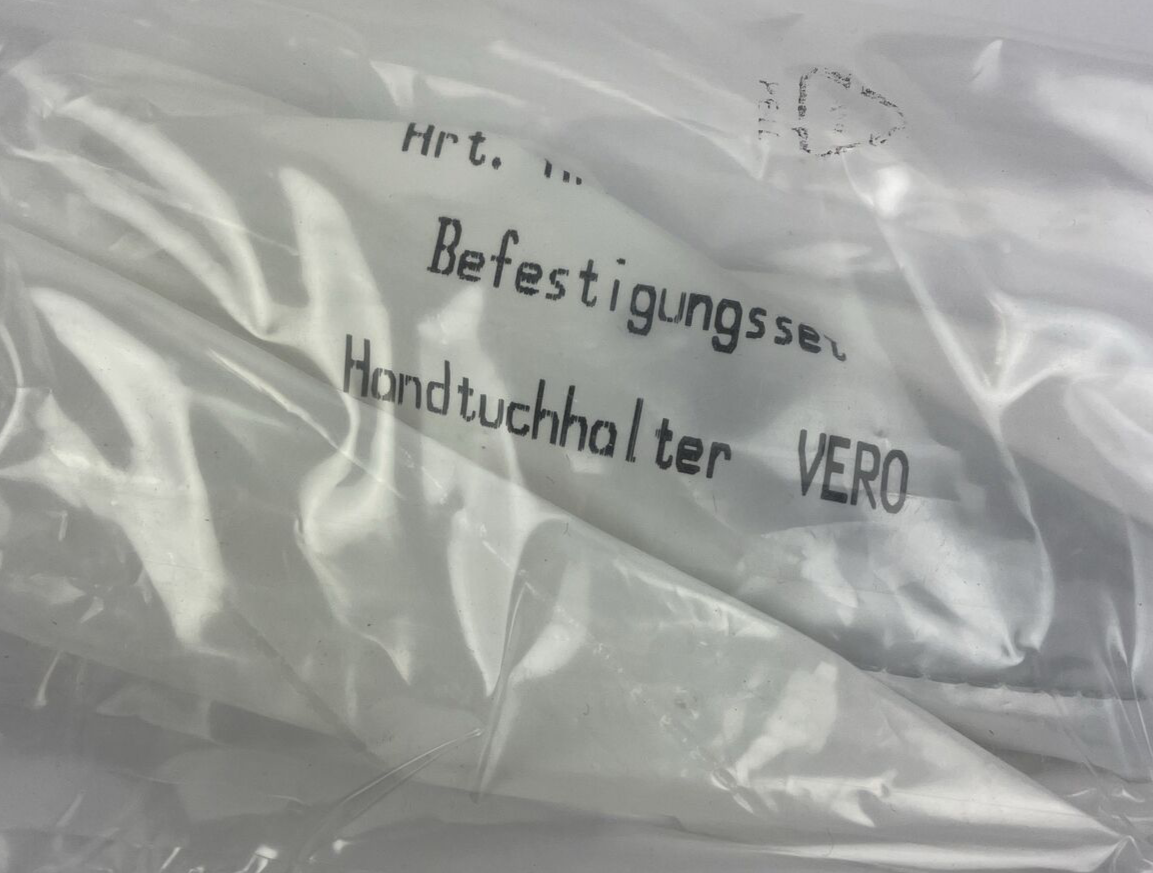 Art.
Befestigungsset
Handtuchhalter VERO